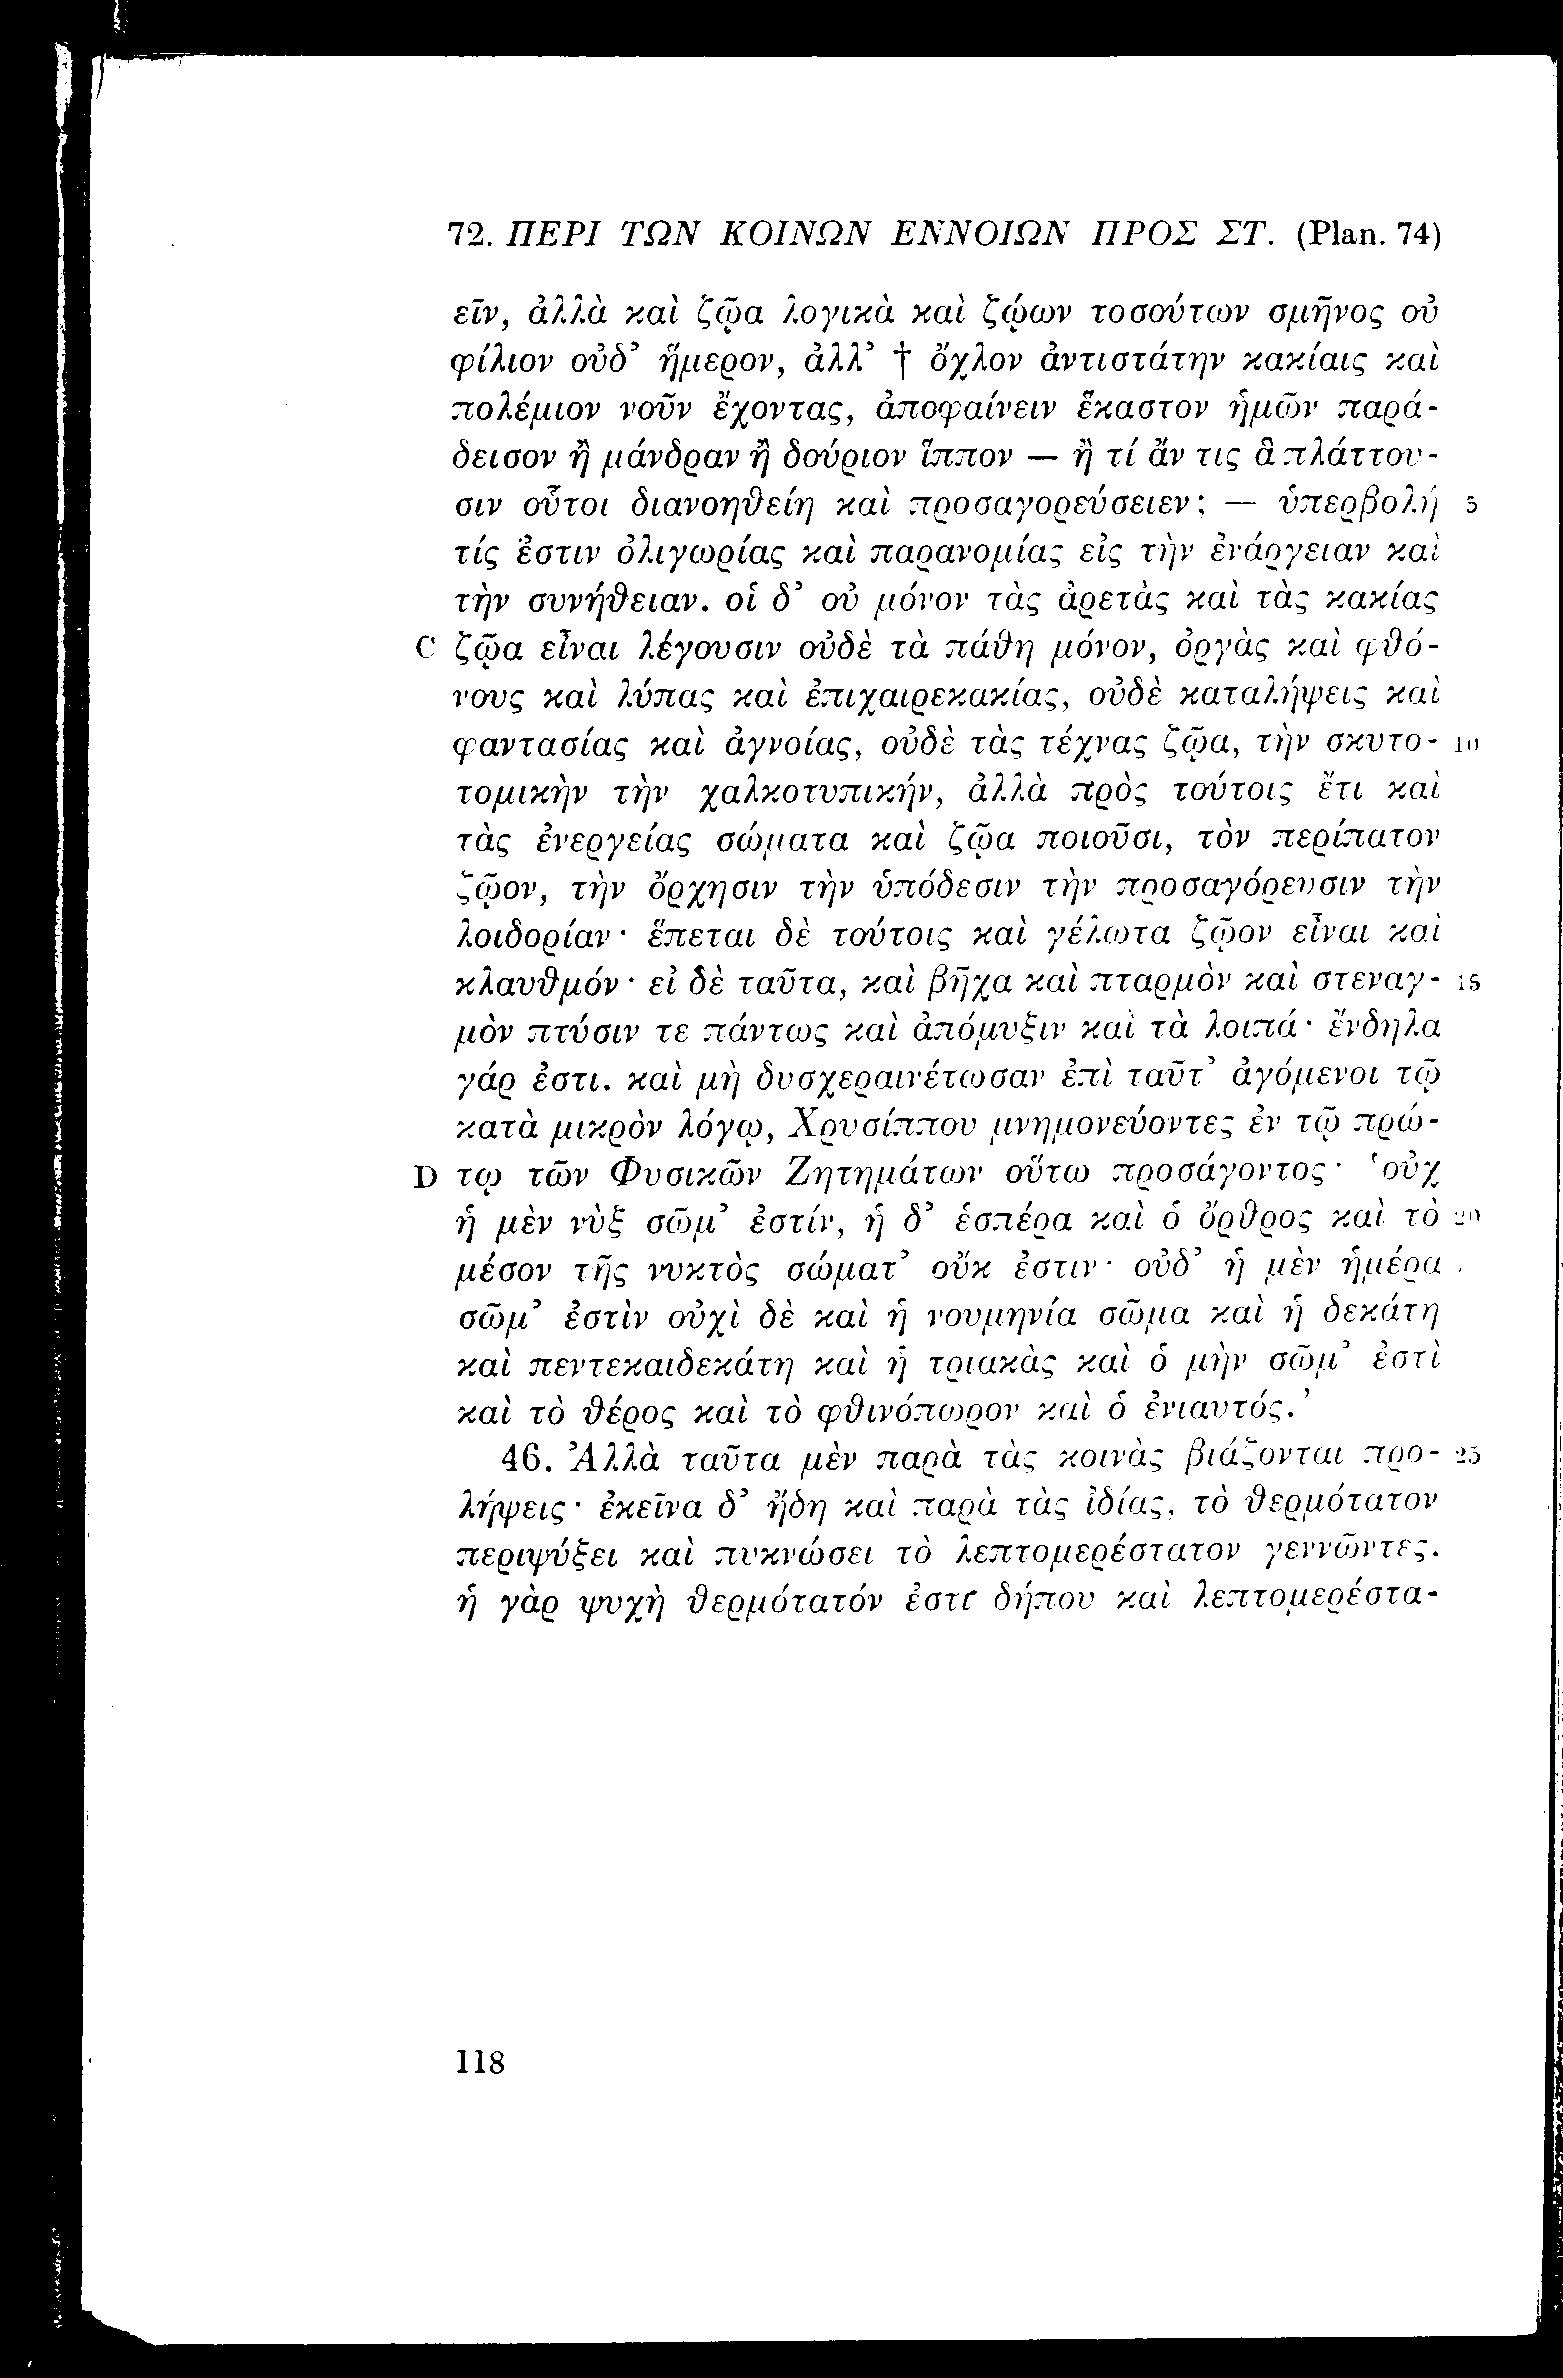 72. ΠΕΡΙ ΤΩΝ ΚΟΙΝΩΝ ΕΝΝΟΙΩΝ ΠΡΟΣ ΣΤ. (Plan. 74)
εῖν, ἀλλὰ καὶ ζῷα λογικὰ καὶ ζῴων τοσούτων σμῆνος οὐ
φίλιον οὐδ’ ἥμερον, ἀλλ’ † ὄχλον ἀντιστάτην κακίαις καὶ
πολέμιον νοῦν ἔχοντας, ἀποφαίνειν ἕκαστον ἡμῶν παρά-
δεισον ἢ μάνδραν ἢ δούριον ἵππον — ἢ τί ἄν τις ἃ πλάττου-
σιν οὗτοι διανοηθείη καὶ προσαγορεύσειεν; — ὑπερβολή 5
τίς ἐστιν ὀλιγωρίας καὶ παρανομίας εἰς τὴν ἐνάργειαν καὶ
τὴν συνήθειαν. οἱ δ’ οὐ μόνον τὰς ἀρετὰς καὶ τὰς κακίας
C ζῷα εἶναι λέγουσιν οὐδὲ τὰ πάθη μόνον, ὀργὰς καὶ φθό-
νους καὶ λύπας καὶ ἐπιχαιρεκακίας, οὐδὲ καταλήψεις καὶ
φαντασίας καὶ ἀγνοίας, οὐδὲ τὰς τέχνας ζῷα, τὴν σκυτο- 10
τομικὴν τὴν χαλκοτυπικήν, ἀλλὰ πρὸς τούτοις ἔτι καὶ
τὰς ἐνεργείας σώματα καὶ ζῷα ποιοῦσι, τὸν περίπατον
ζῷον, τὴν ὄρχησιν τὴν ὑπόδεσιν τὴν προσαγόρευσιν τὴν
λοιδορίαν· ἕπεται δὲ τούτοις καὶ γέλωτα ζῷον εἶναι καὶ
κλαυθμόν· εἰ δὲ ταῦτα, καὶ βῆχα καὶ πταρμὸν καὶ στεναγ- 15
μὸν πτύσιν τε πάντως καὶ ἀπόμυξιν καὶ τὰ λοιπά· ἔνδηλα
γάρ ἐστι. καὶ μὴ δυσχεραινέτωσαν ἐπὶ ταῦτ’ ἀγόμενοι τῷ
κατὰ μικρὸν λόγῳ, Χρυσίππου μνημονεύοντες ἐν τῷ πρώ-
D τῳ τῶν Φυσικῶν Ζητημάτων οὕτω προσάγοντος· ‘οὐχ
ἡ μὲν νὺξ σῶμ’ ἐστίν, ἡ δ’ ἑσπέρα καὶ ὁ ὄρθρος καὶ τὸ 20
μέσον τῆς νυκτὸς σώματ’ οὔκ ἐστιν· οὐδ’ ἡ μὲν ἡμέρα
σῶμ’ ἐστὶν οὐχὶ δὲ καὶ ἡ νουμηνία σῶμα καὶ ἡ δεκάτη
καὶ πεντεκαιδεκάτη καὶ ἡ τριακὰς καὶ ὁ μὴν σῶμ’ ἐστὶ
καὶ τὸ θέρος καὶ τὸ φθινόπωρον καὶ ὁ ἐνιαυτός.’
46. Ἀλλὰ ταῦτα μὲν παρὰ τὰς κοινὰς βιάζονται προ- 25
λήψεις· ἐκεῖνα δ’ ἤδη καὶ παρὰ τὰς ἰδίας, τὸ θερμότατον
περιψύξει καὶ πυκνώσει τὸ λεπτομερέστατον γεννῶντες.
ἡ γὰρ ψυχὴ θερμότατόν ἐστι δήπου καὶ λεπτομερέστα-
118